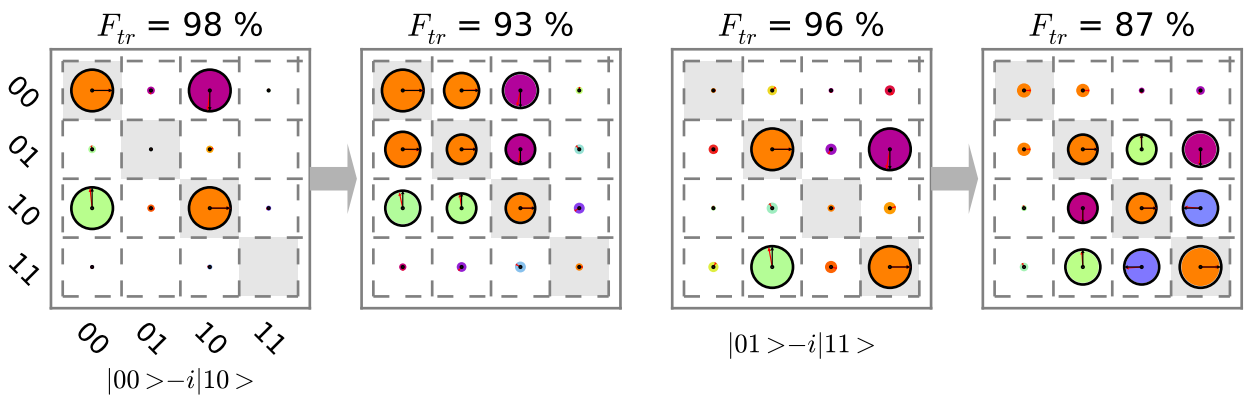 F_tr = 98 %
F_tr = 93 %
F_tr = 96 %
F_tr = 87 %
00
01
10
11
00 01 10 11
|00>−i|10>
|01>−i|11>